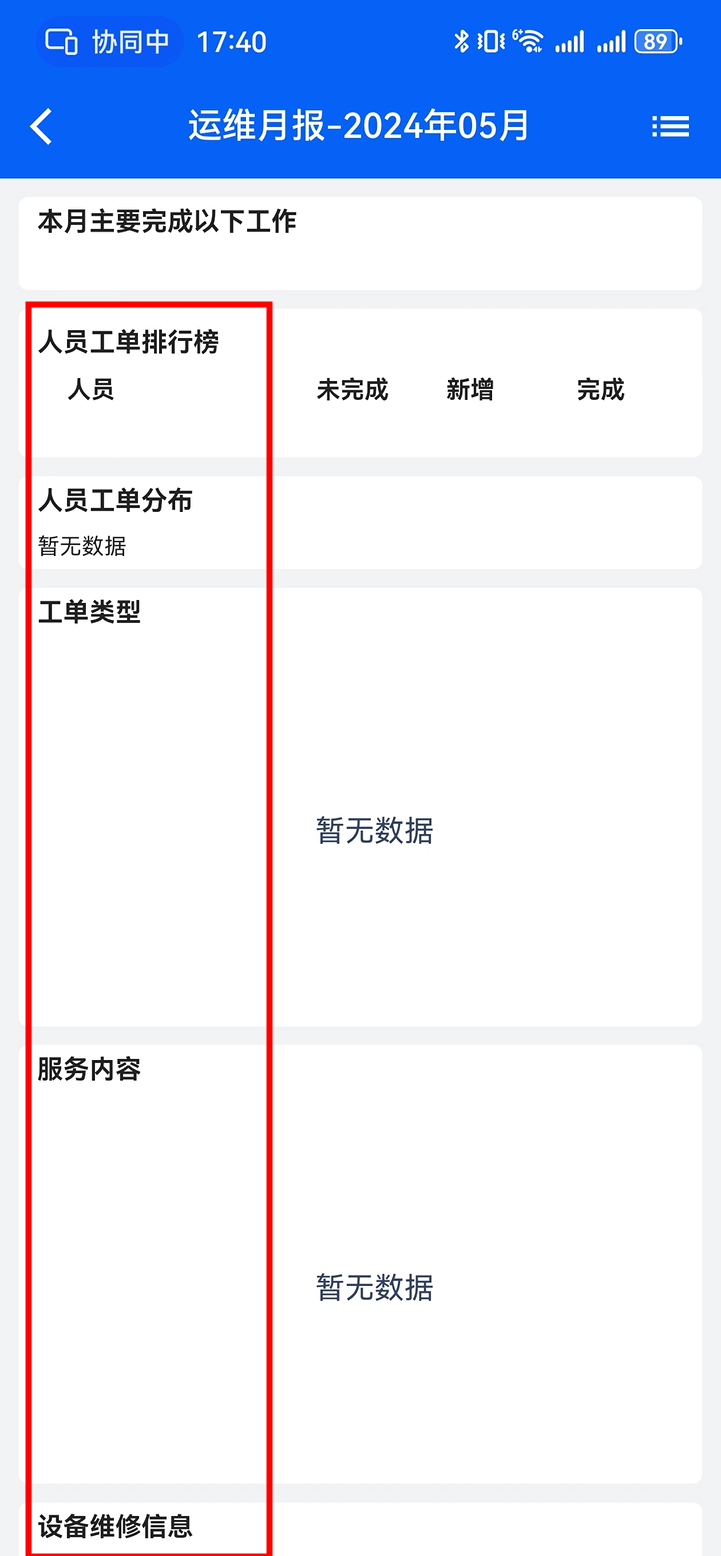 协同中 17:40 6+ 89
运维月报-2024年05月
本月主要完成以下工作
人员工单排行榜
人员 未完成 新增 完成
人员工单分布
暂无数据
工单类型
暂无数据
服务内容
暂无数据
设备维修信息